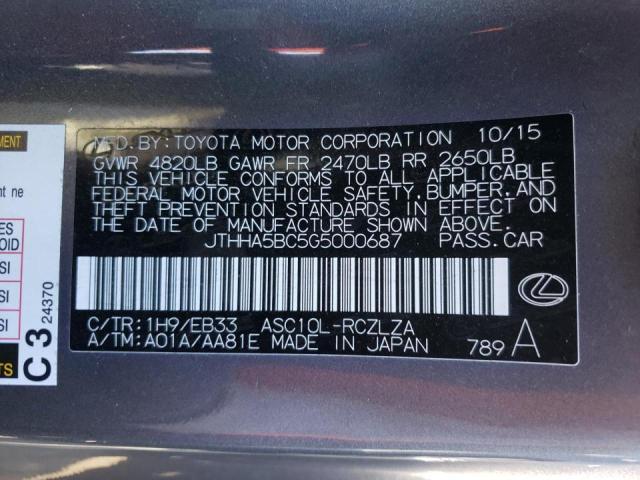 MFD. BY: TOYOTA MOTOR CORPORATION 10/15
GVWR 4820LB GAWR FR 2470LB RR 2650LB
THIS VEHICLE CONFORMS TO ALL APPLICABLE
FEDERAL MOTOR VEHICLE SAFETY, BUMPER, AND
THEFT PREVENTION STANDARDS IN EFFECT ON
THE DATE OF MANUFACTURE SHOWN ABOVE.
JTHHA5BC5G5000687 PASS.CAR
C/TR: 1H9/EB33 ASC10L-RCZLZA
A/TM: A01A/AA81E MADE IN JAPAN 789 A
MENT
nt ne
ES
OID
SI
SI
TS
C 3 24370